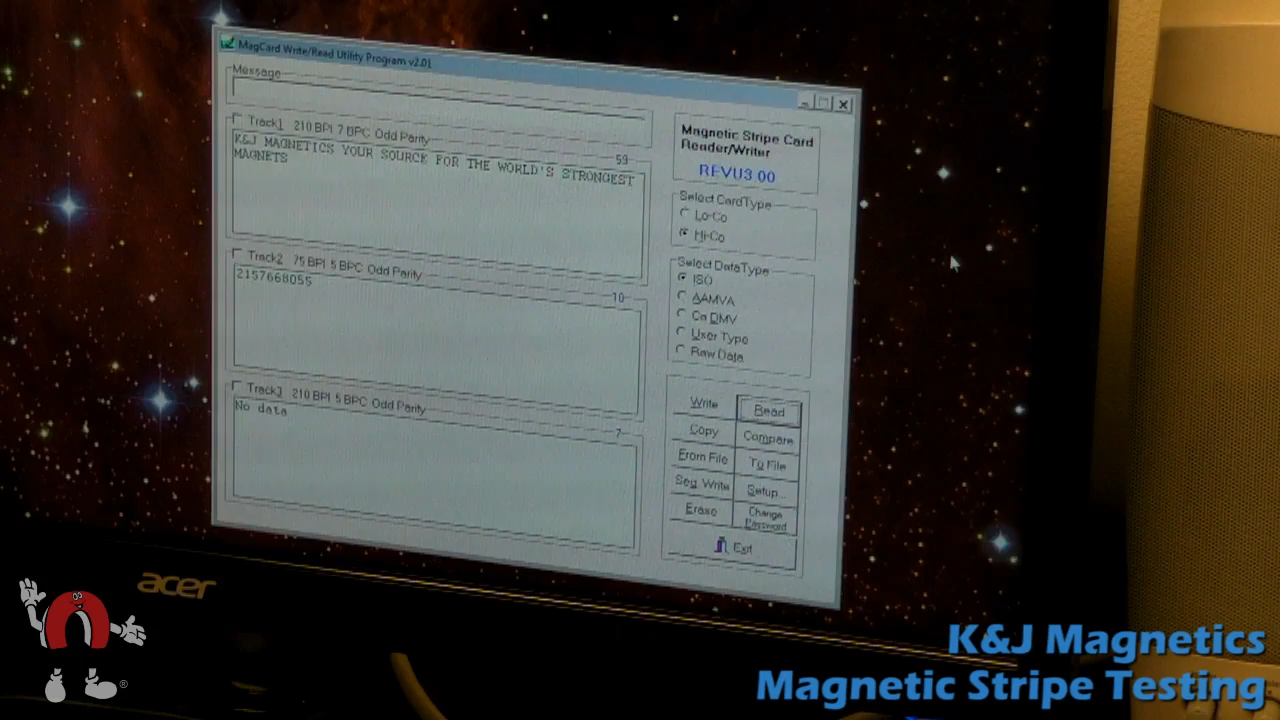 MagCard Write/Read Utility Program v2.01
Message
Track1 210 BPI 7 BPC Odd Parity
59
K&J MAGNETICS YOUR SOURCE FOR THE WORLD'S STRONGEST
MAGNETS
Track2 75 BPI 5 BPC Odd Parity
10
2157668055
Track3 210 BPI 5 BPC Odd Parity
7
No data
Magnetic Stripe Card
Reader/Writer
REVU3.00
Select CardType
Lo-Co
Hi-Co
Select DataType
ISO
AAMVA
Ca DMV
User Type
Raw Data
Write Read
Copy Compare
From File To File
Seq Write Setup...
Erase Change
Password
Exit
acer
®
K&J Magnetics
Magnetic Stripe Testing